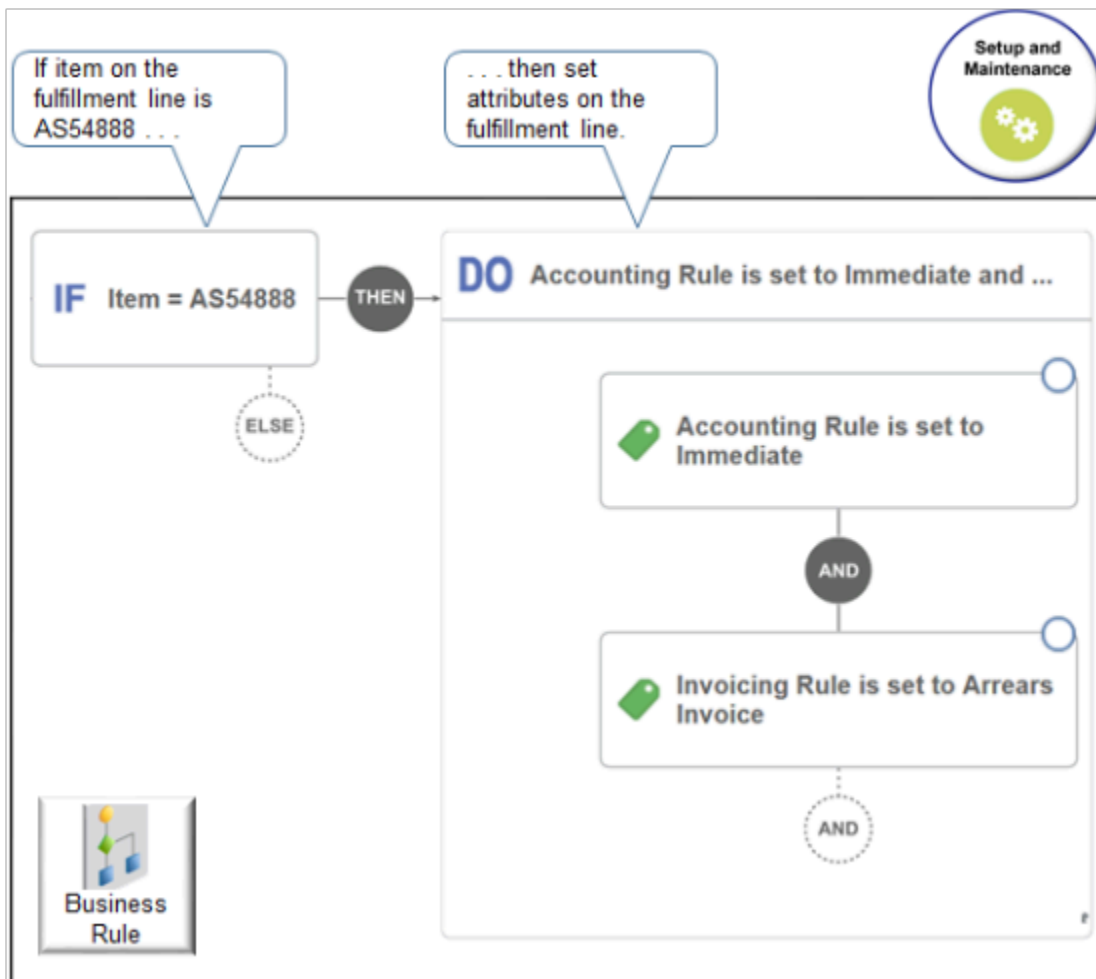 If item on the
fulfillment line is
AS54888 . . .
. . . then set
attributes on the
fulfillment line.
Setup and
Maintenance
IF Item = AS54888
THEN
DO Accounting Rule is set to Immediate and ...
ELSE
Accounting Rule is set to
Immediate
AND
Invoicing Rule is set to Arrears
Invoice
AND
Business
Rule